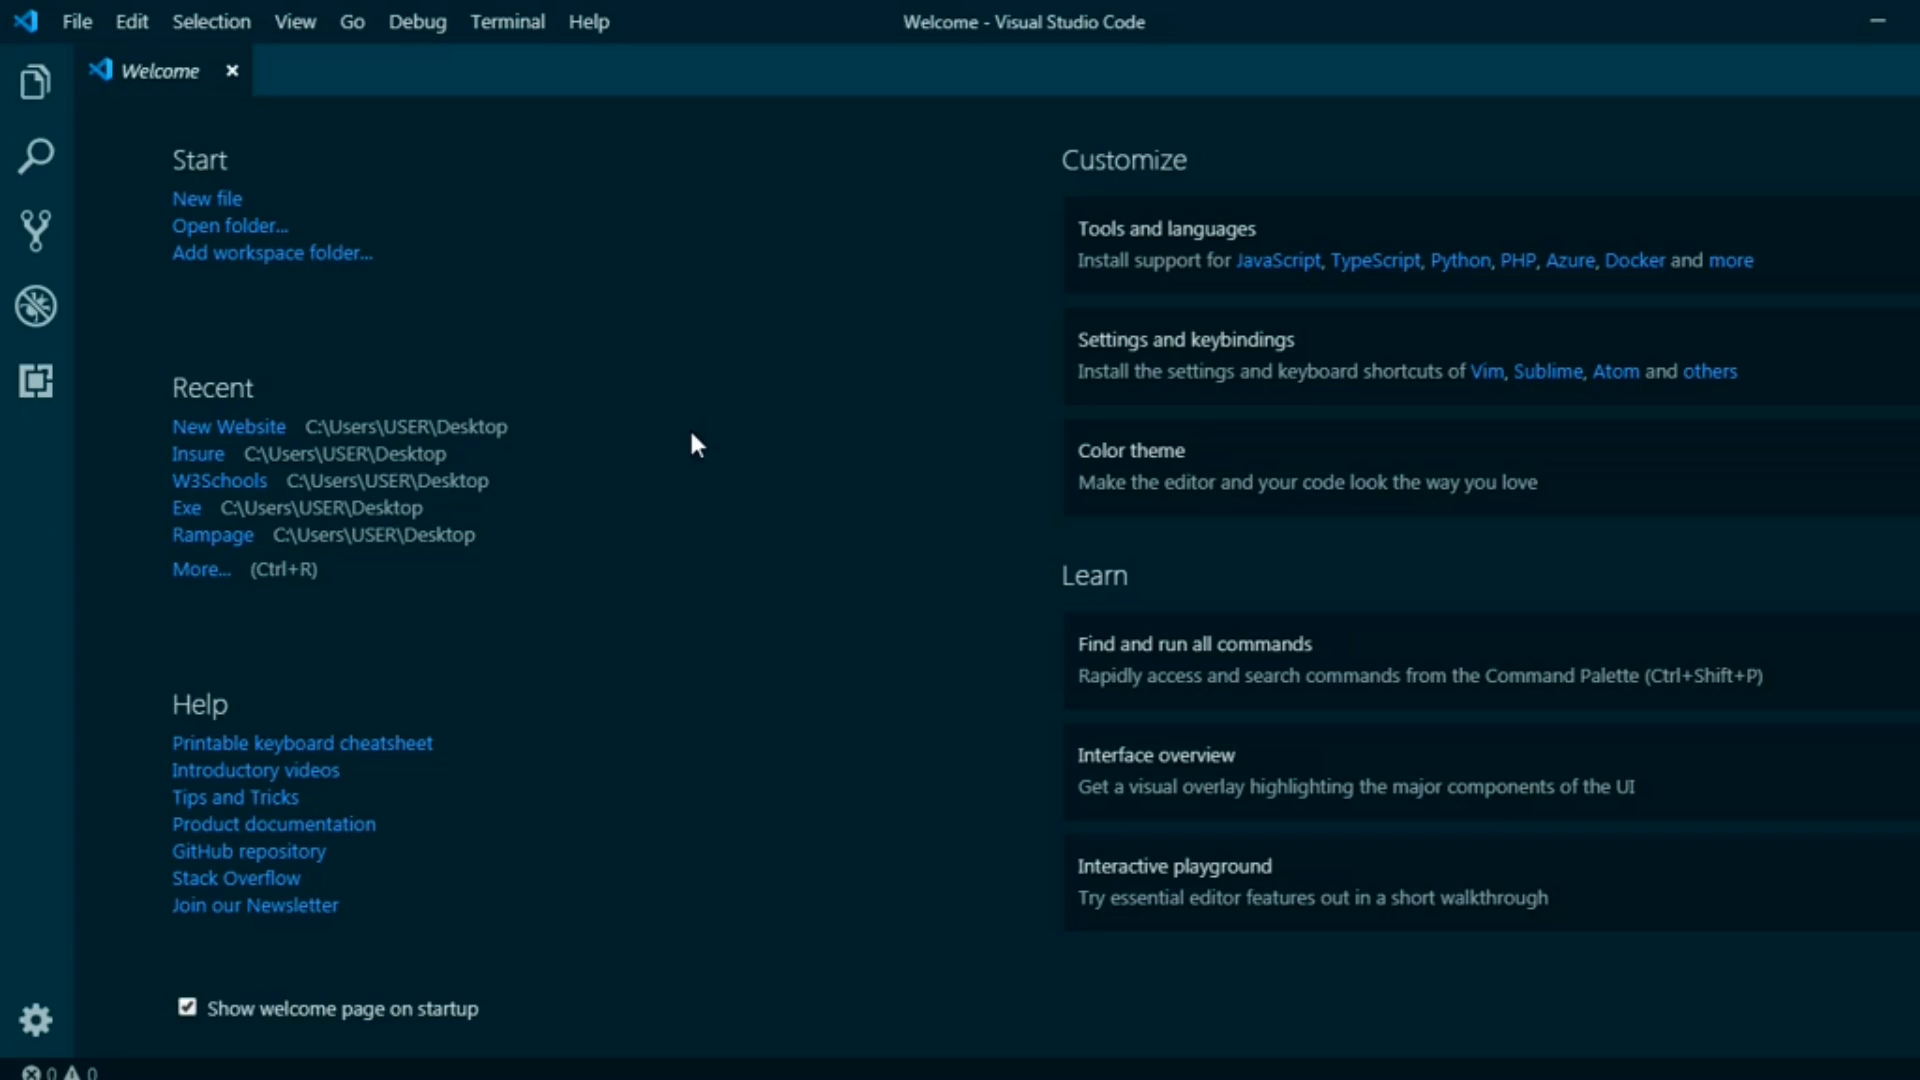 File Edit Selection View Go Debug Terminal Help
Welcome - Visual Studio Code
Welcome
Start
New file
Open folder...
Add workspace folder...
Recent
New Website C:\Users\USER\Desktop
Insure C:\Users\USER\Desktop
W3Schools C:\Users\USER\Desktop
Exe C:\Users\USER\Desktop
Rampage C:\Users\USER\Desktop
More... (Ctrl+R)
Help
Printable keyboard cheatsheet
Introductory videos
Tips and Tricks
Product documentation
GitHub repository
Stack Overflow
Join our Newsletter
Show welcome page on startup
Customize
Tools and languages
Install support for JavaScript, TypeScript, Python, PHP, Azure, Docker and more
Settings and keybindings
Install the settings and keyboard shortcuts of Vim, Sublime, Atom and others
Color theme
Make the editor and your code look the way you love
Learn
Find and run all commands
Rapidly access and search commands from the Command Palette (Ctrl+Shift+P)
Interface overview
Get a visual overlay highlighting the major components of the UI
Interactive playground
Try essential editor features out in a short walkthrough
0 0